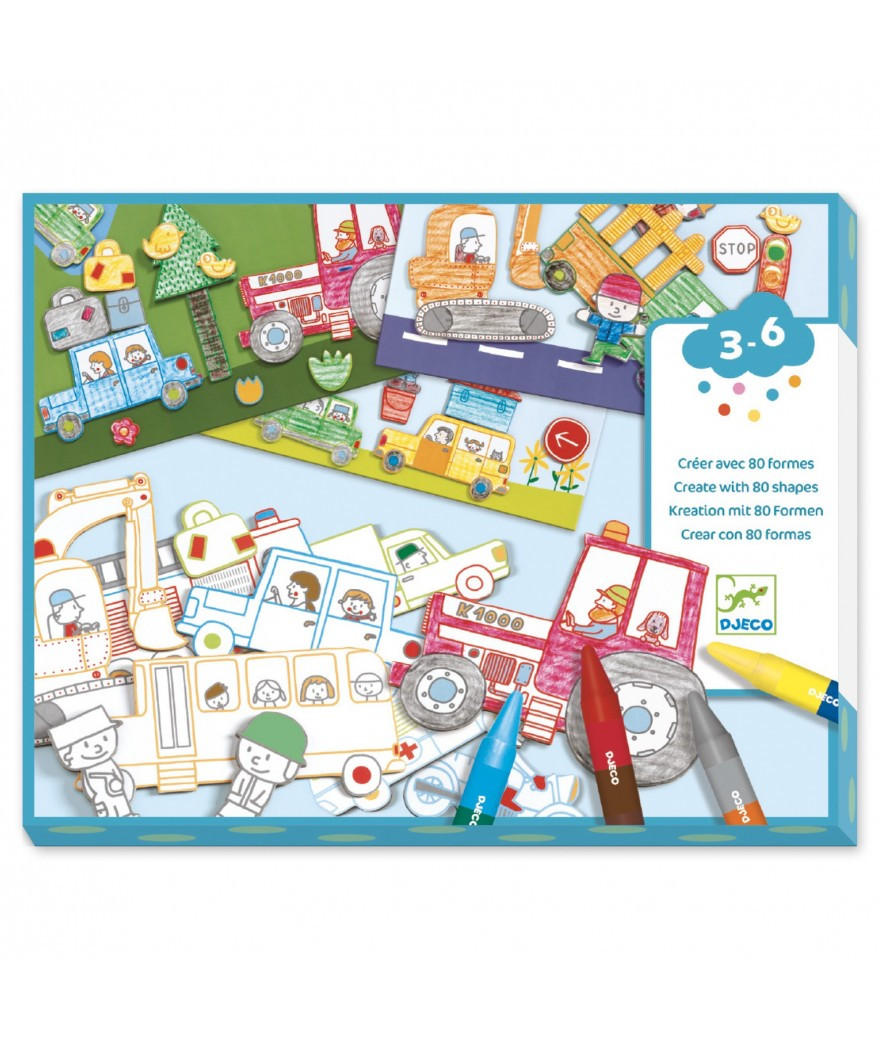 K1000
STOP
3-6
Créer avec 80 formes
Create with 80 shapes
Kreation mit 80 Formen
Crear con 80 formas
DJECO
K1000
DJECO
DJECO
DJECO
DJECO